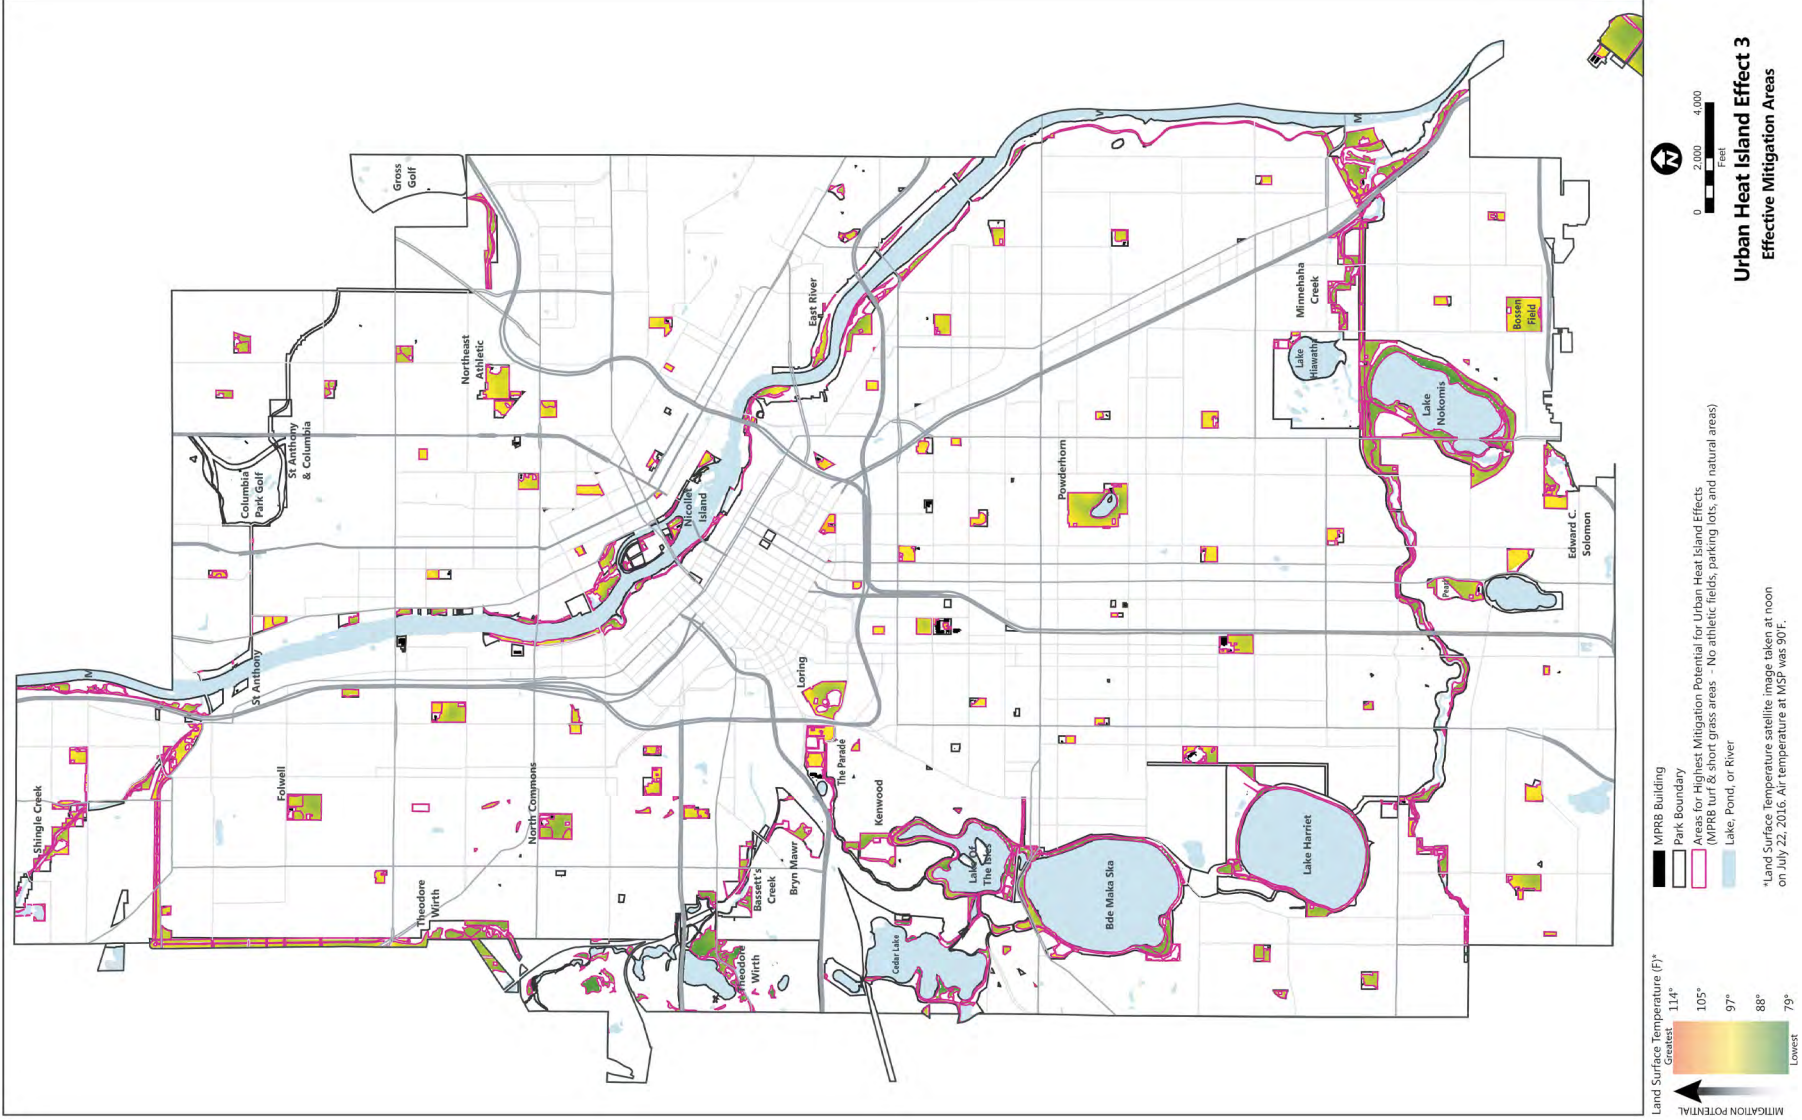 Shingle Creek
Folwell
Theodore
Wirth
North Commons
St Anthony
M
Columbia
Park Golf
St Anthony
& Columbia
Northeast
Athletic
Gross
Golf
Nicollet
Island
East River
Loring
The Parade
Bassett's
Creek
Bryn Mawr
Theodore
Wirth
Kenwood
Cedar Lake
Lake Of
The Isles
Bde Maka Ska
Lake Harriet
Powderhorn
Minnehaha
Creek
Lake
Hiawatha
Lake
Nokomis
Bossen
Field
Edward C.
Solomon
Pearl
M
Land Surface Temperature (F)*
Greatest
114°
105°
97°
88°
79°
Lowest
MITIGATION POTENTIAL
MPRB Building
Park Boundary
Areas for Highest Mitigation Potential for Urban Heat Island Effects
(MPRB turf & short grass areas - No athletic fields, parking lots, and natural areas)
Lake, Pond, or River
*Land Surface Temperature satellite image taken at noon
on July 22, 2016. Air temperature at MSP was 90°F.
N
0 2,000 4,000
Feet
Urban Heat Island Effect 3
Effective Mitigation Areas